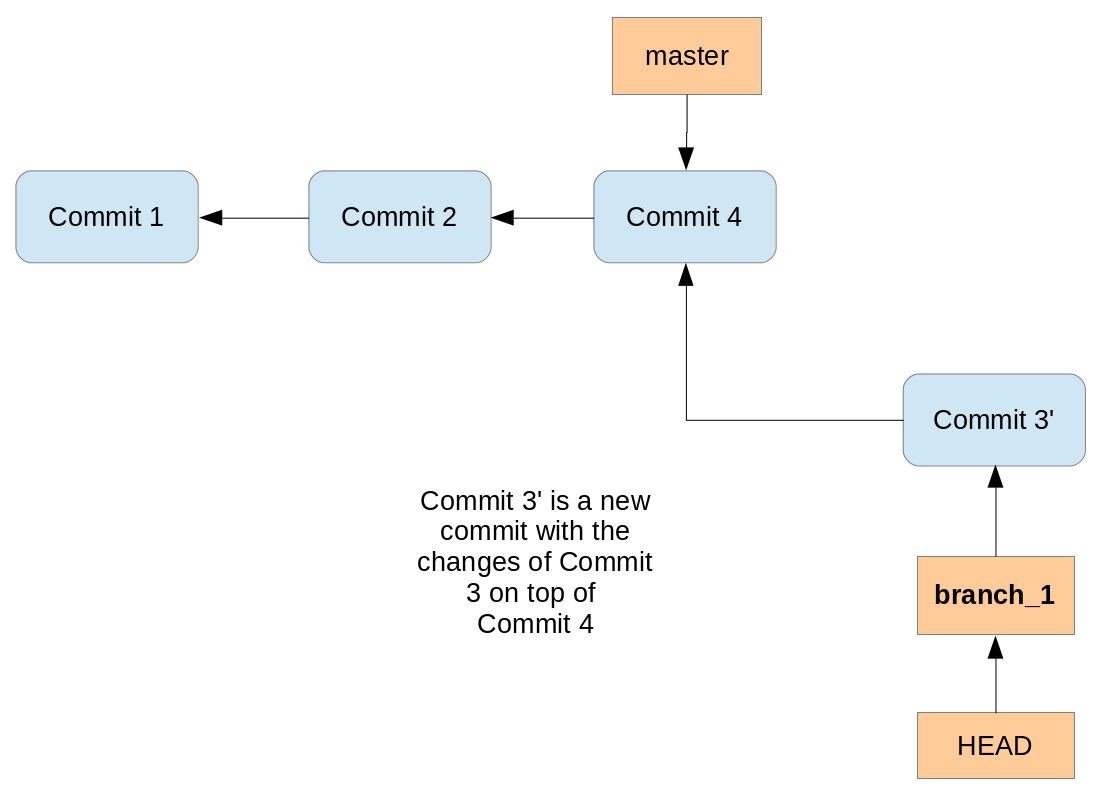 master
Commit 1
Commit 2
Commit 4
Commit 3'
Commit 3' is a new
commit with the
changes of Commit
3 on top of
Commit 4
branch_1
HEAD